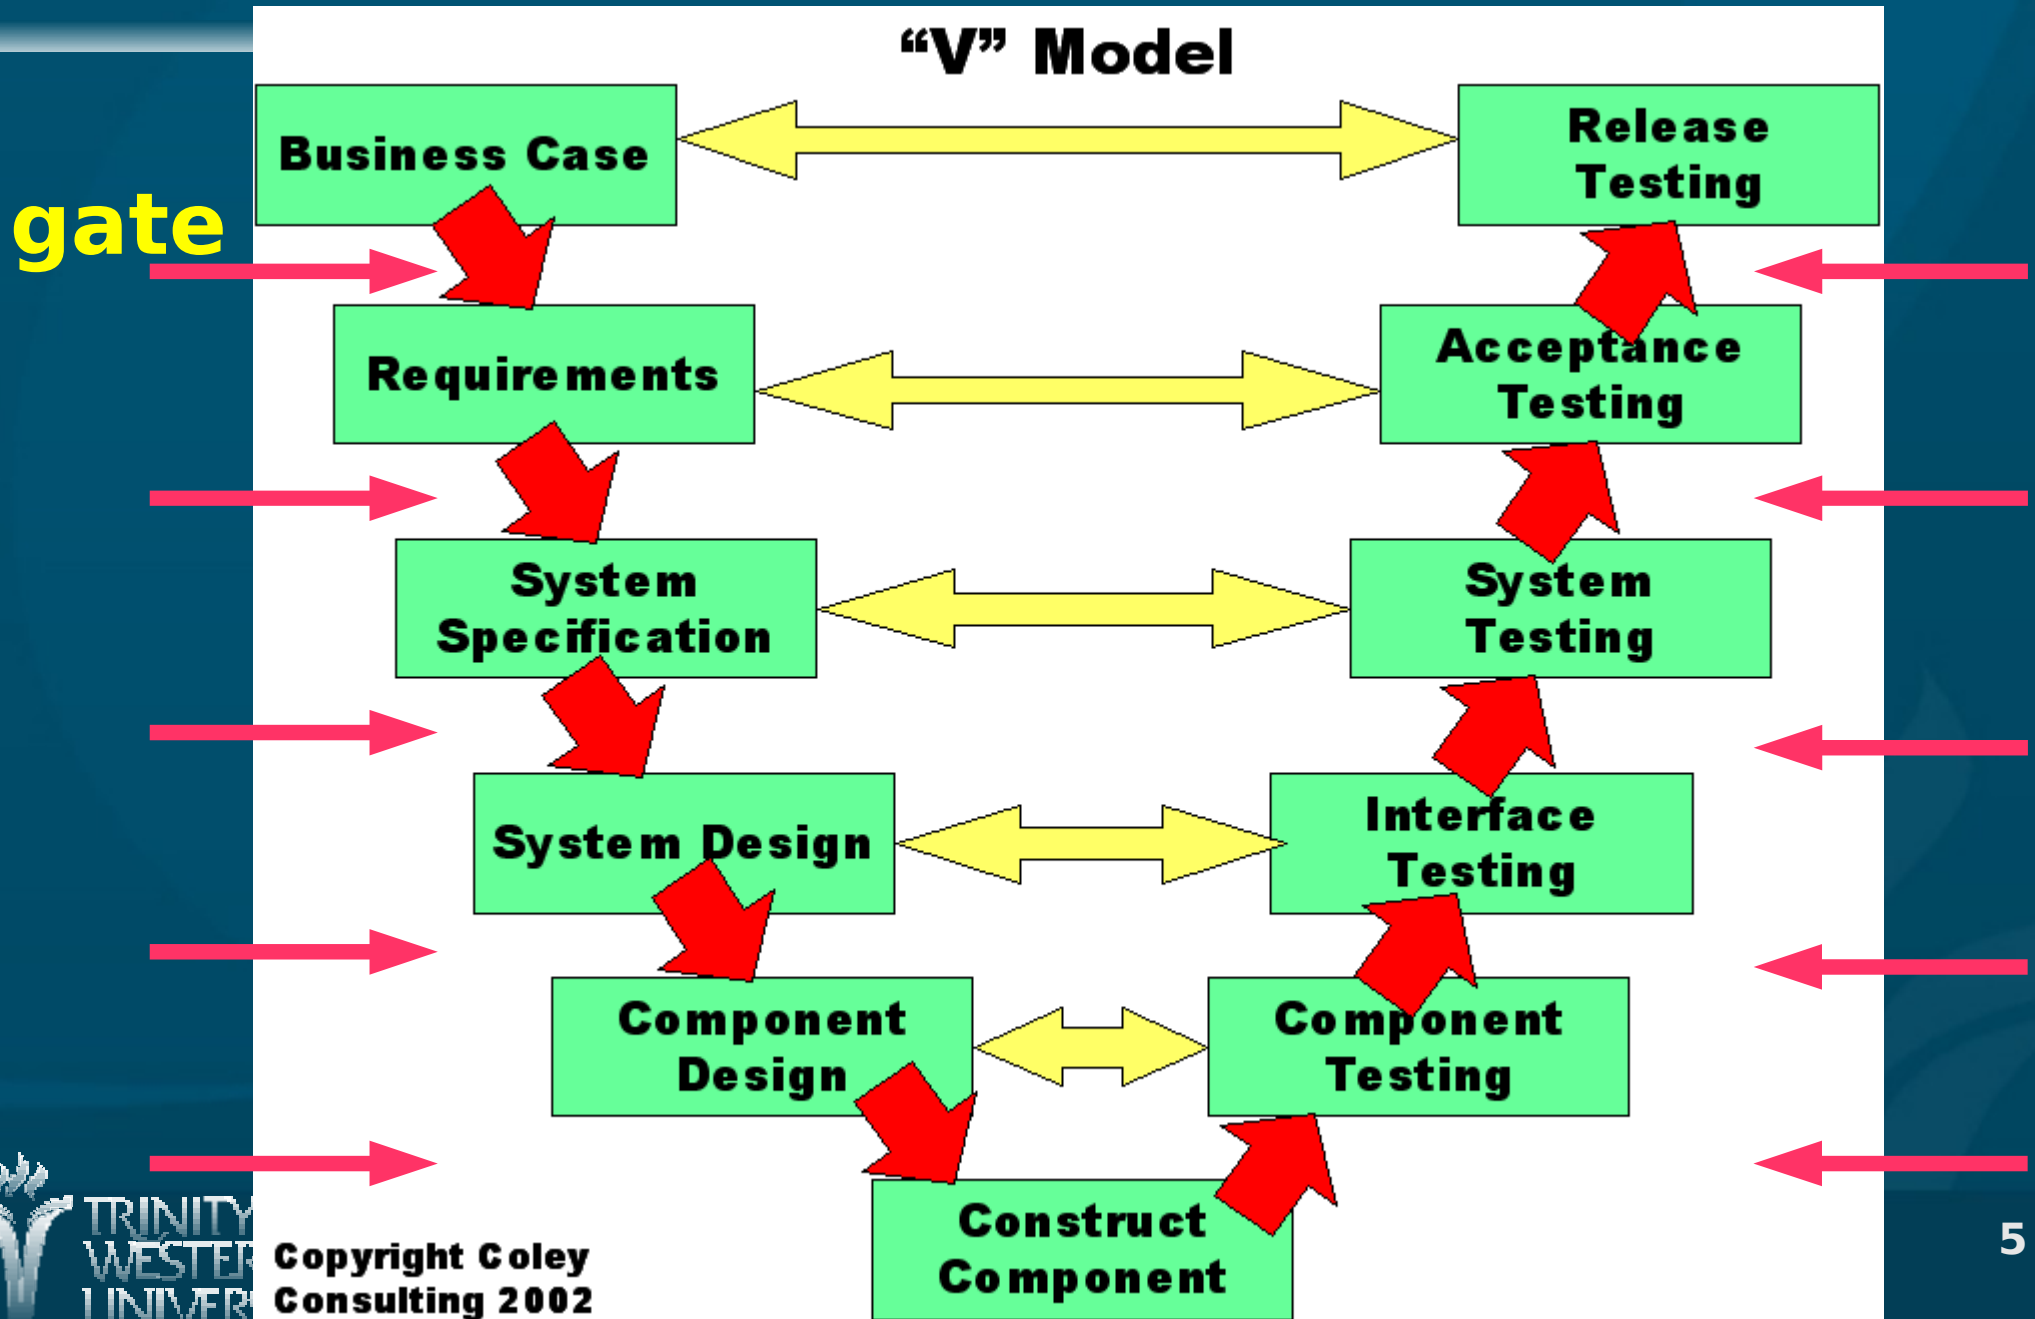 “V” Model
Business Case
Release
Testing
gate
Requirements
Acceptance
Testing
System
Specification
System
Testing
System Design
Interface
Testing
Component
Design
Component
Testing
Construct
Component
Copyright Coley
Consulting 2002
TRINITY
5